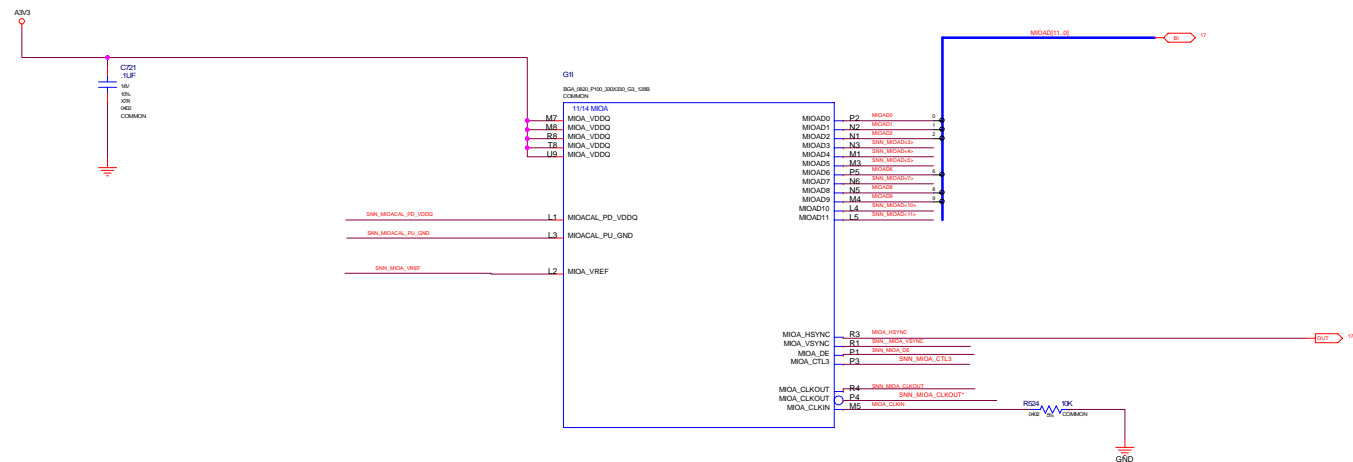 A3V3
C721
.1UF
16V
10%
X7R
0402
COMMON
G1I
BGA_0820_P100_330X330_G3_128B
COMMON
11/14 MIOA
M7 MIOA_VDDQ
M8 MIOA_VDDQ
R8 MIOA_VDDQ
T8 MIOA_VDDQ
U9 MIOA_VDDQ
SNN_MIOACAL_PD_VDDQ L1 MIOACAL_PD_VDDQ
SNN_MIOACAL_PU_GND L3 MIOACAL_PU_GND
SNN_MIOA_VREF L2 MIOA_VREF
MIOAD[11..0] BI 17
MIOAD0 P2 MIOAD0 0
MIOAD1 N2 MIOAD1 1
MIOAD2 N1 MIOAD2 2
MIOAD3 N3 SNN_MIOAD<3>
MIOAD4 M1 SNN_MIOAD<4>
MIOAD5 M3 SNN_MIOAD<5>
MIOAD6 P5 MIOAD6 6
MIOAD7 N6 SNN_MIOAD<7>
MIOAD8 N5 MIOAD8 8
MIOAD9 M4 MIOAD9 9
MIOAD10 L4 SNN_MIOAD<10>
MIOAD11 L5 SNN_MIOAD<11>
MIOA_HSYNC R3 MIOA_HSYNC OUT 17
MIOA_VSYNC R1 SNN__MIOA_VSYNC
MIOA_DE P1 SNN_MIOA_DE
MIOA_CTL3 P3 SNN_MIOA_CTL3
MIOA_CLKOUT R4 SNN_MIOA_CLKOUT
MIOA_CLKOUT P4 SNN_MIOA_CLKOUT*
MIOA_CLKIN M5 MIOA_CLKIN
R524 10K
0402 5% COMMON
GND